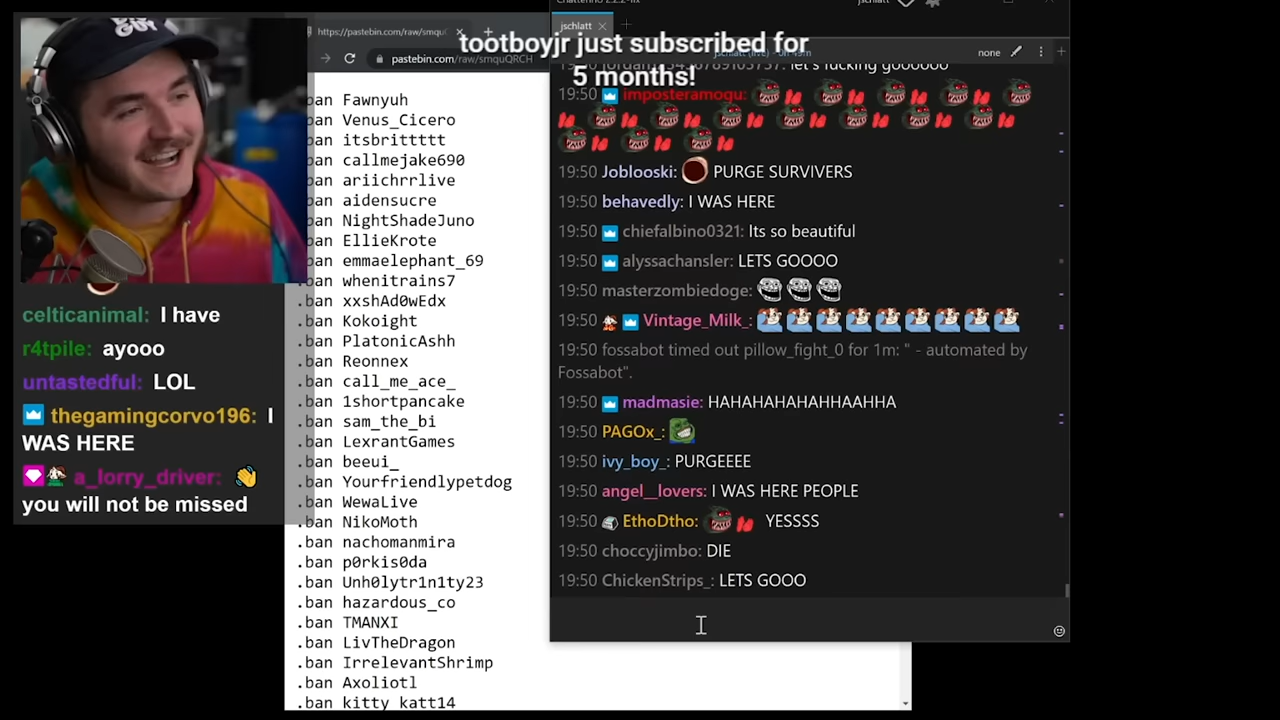 GUY
https://pastebin.com/raw/smqu
pastebin.com/raw/smquQRCH
tootboyjr just subscribed for
5 months!
.ban Fawnyuh
.ban Venus_Cicero
.ban itsbrittttt
.ban callmejake690
.ban ariichrrlive
.ban aidensucre
.ban NightShadeJuno
.ban EllieKrote
.ban emmaelephant_69
.ban whenitrains7
.ban xxshAd0wEdx
.ban Kokoight
.ban PlatonicAshh
.ban Reonnex
.ban call_me_ace_
.ban 1shortpancake
.ban sam_the_bi
.ban LexrantGames
.ban beeui_
.ban Yourfriendlypetdog
.ban WewaLive
.ban NikoMoth
.ban nachomanmira
.ban p0rkis0da
.ban Unh0lytr1n1ty23
.ban hazardous_co
.ban TMANXI
.ban LivTheDragon
.ban IrrelevantShrimp
.ban Axoliotl
.ban kitty_katt14
celticanimal: I have
r4tpile: ayooo
untastedful: LOL
thegamingcorvo196: I
WAS HERE
a_lorry_driver:
you will not be missed
jschlatt
jschlatt
none
let's fucking goooooo
19:50 imposteramogu:
19:50 Joblooski: PURGE SURVIVERS
19:50 behavedly: I WAS HERE
19:50 chiefalbino0321: Its so beautiful
19:50 alyssachansler: LETS GOOOO
19:50 masterzombiedoge:
19:50 Vintage_Milk_:
19:50 fossabot timed out pillow_fight_0 for 1m: " - automated by
Fossabot".
19:50 madmasie: HAHAHAHAHAHHAAHHA
19:50 PAGOx_:
19:50 ivy_boy_: PURGEEEE
19:50 angel__lovers: I WAS HERE PEOPLE
19:50 EthoDtho: YESSSS
19:50 choccyjimbo: DIE
19:50 ChickenStrips_: LETS GOOO